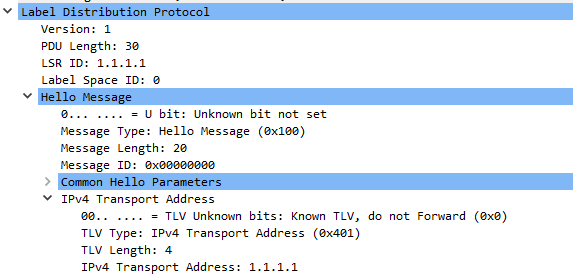 Label Distribution Protocol
Version: 1
PDU Length: 30
LSR ID: 1.1.1.1
Label Space ID: 0
Hello Message
0... .... = U bit: Unknown bit not set
Message Type: Hello Message (0x100)
Message Length: 20
Message ID: 0x00000000
Common Hello Parameters
IPv4 Transport Address
00.. .... = TLV Unknown bits: Known TLV, do not Forward (0x0)
TLV Type: IPv4 Transport Address (0x401)
TLV Length: 4
IPv4 Transport Address: 1.1.1.1